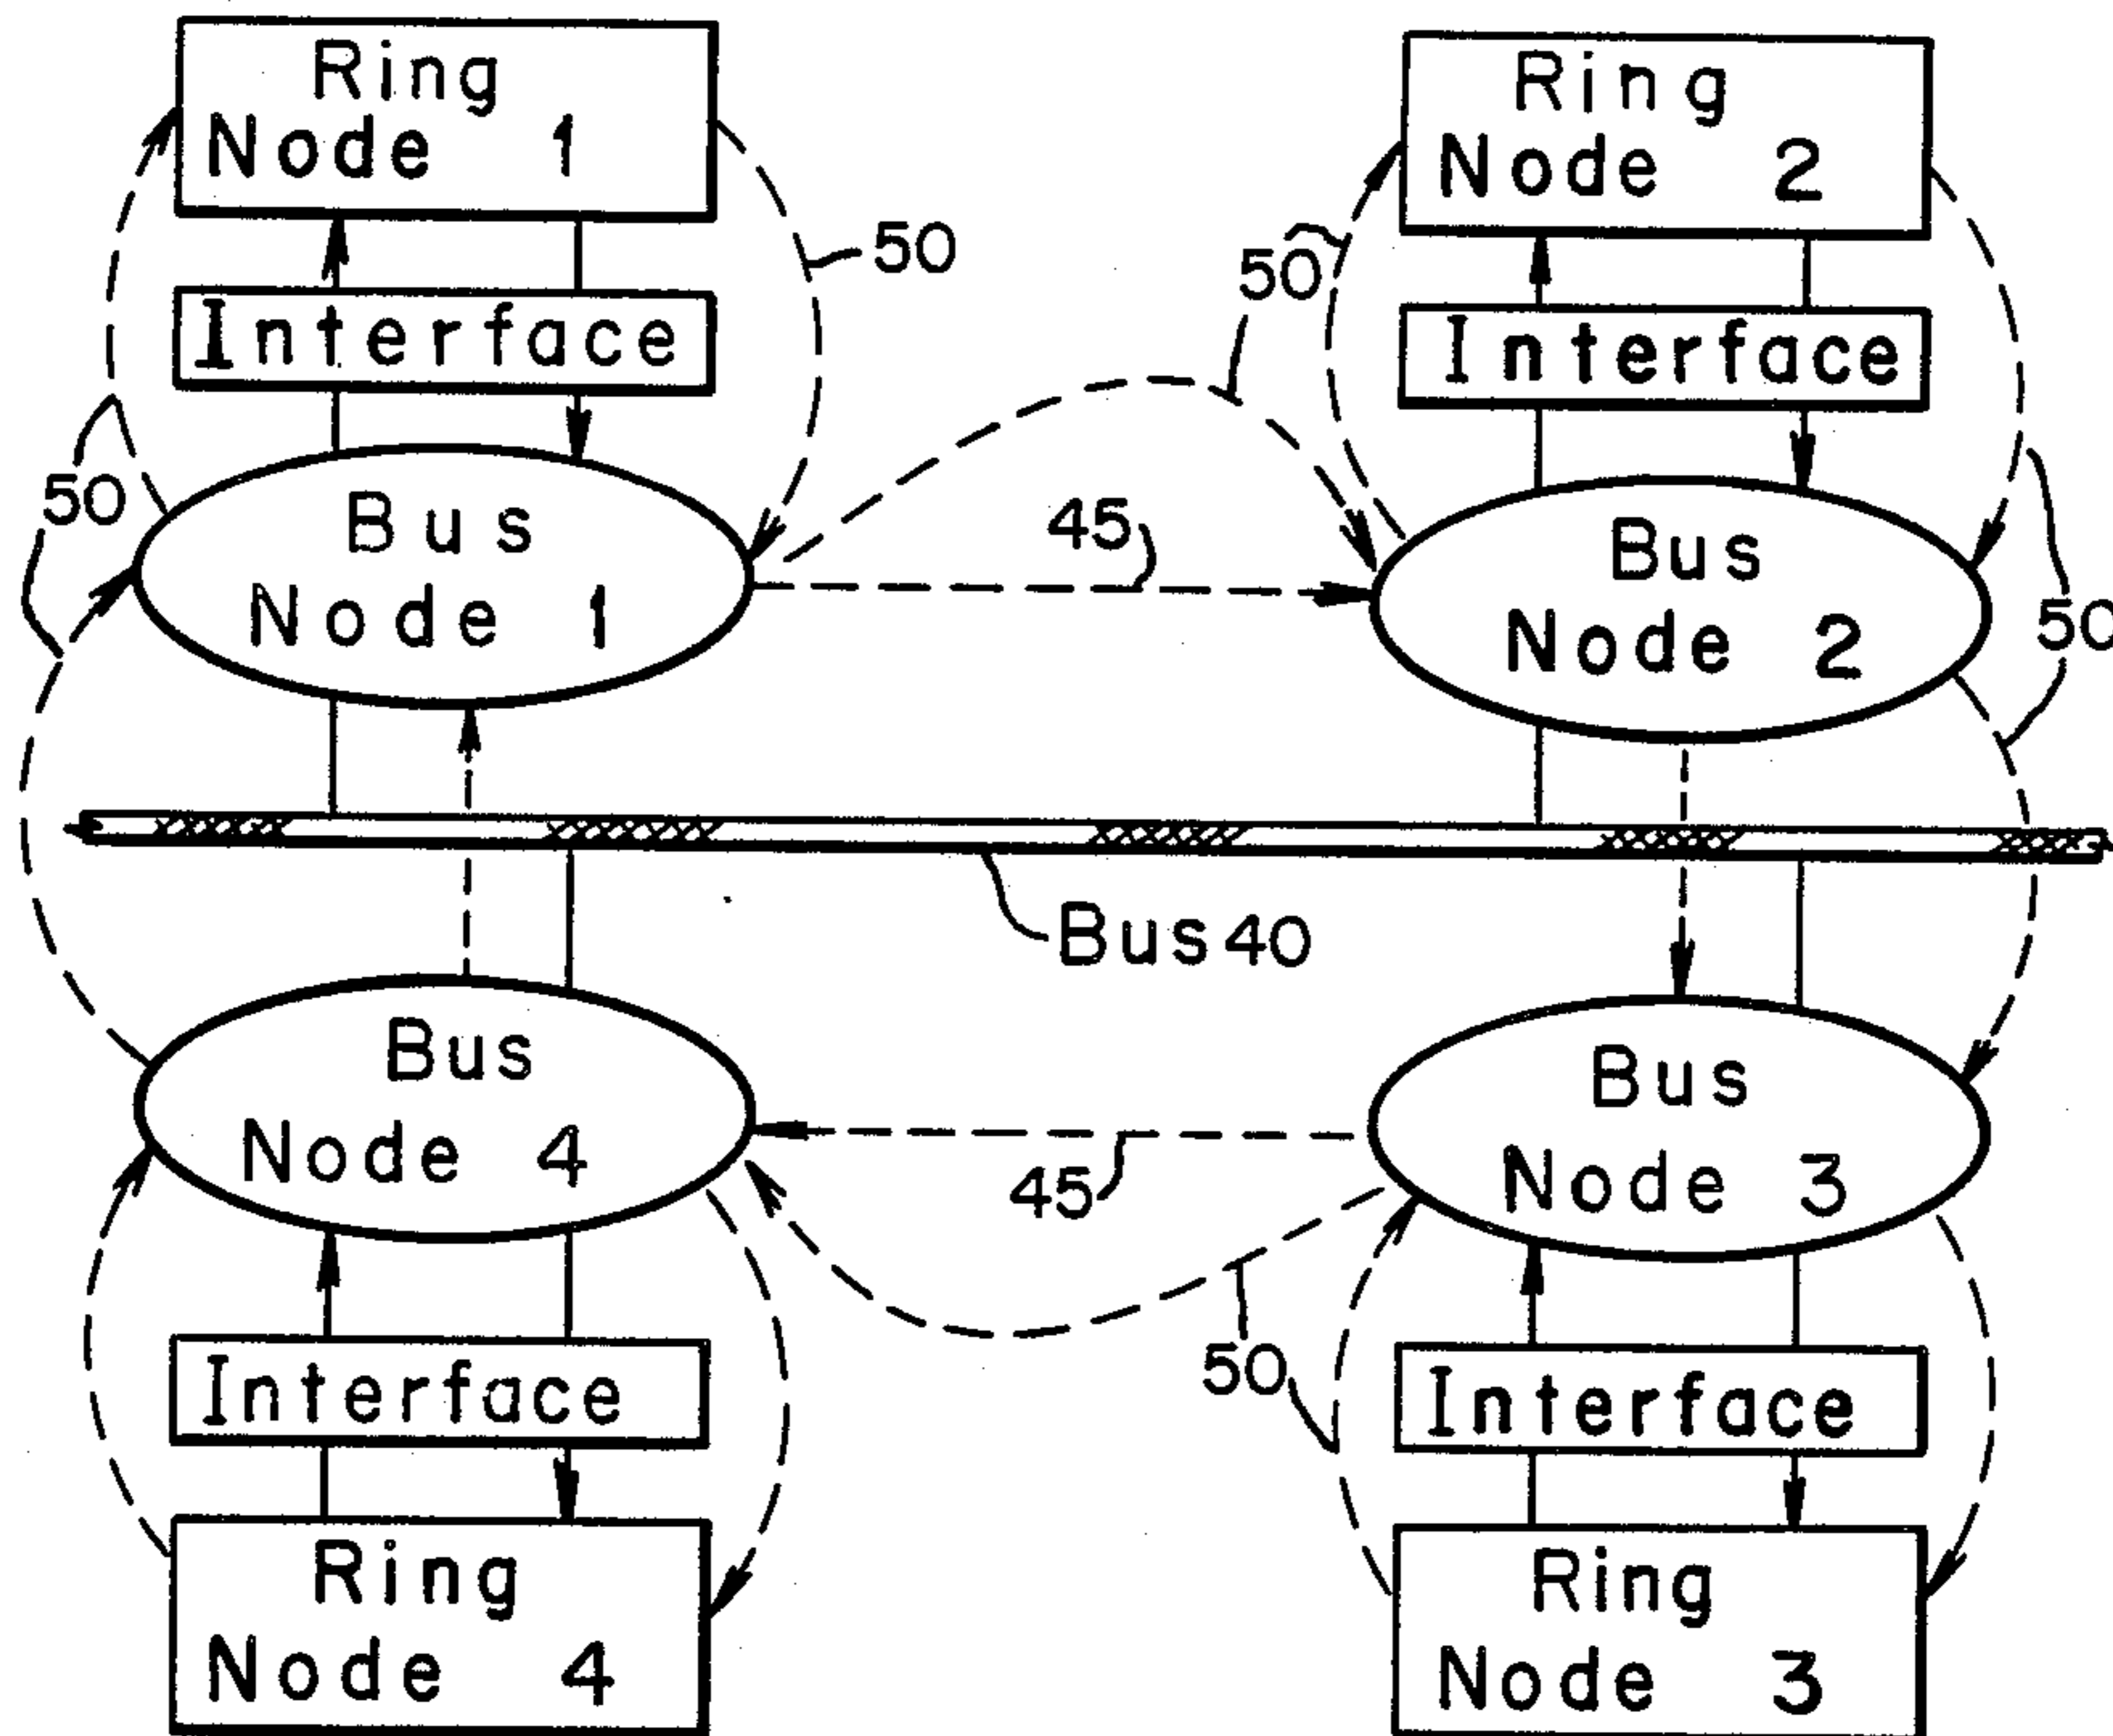 Ring
Node 1
Ring
Node 2
50
50
Interface
Interface
50
45
Bus
Node 1
Bus
Node 2
50
Bus 40
Bus
Node 4
Bus
Node 3
45
50
Interface
Interface
Ring
Node 4
Ring
Node 3